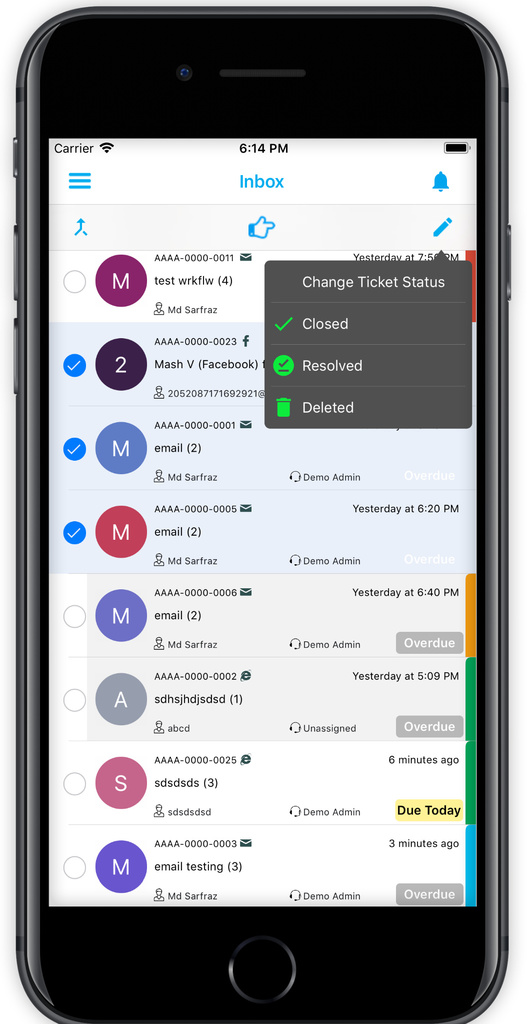 Carrier 6:14 PM
Inbox
AAAA-0000-0011 Yesterday at 7:56 PM
test wrkflw (4)
Md Sarfraz
Change Ticket Status
Closed
Resolved
Deleted
AAAA-0000-0023
2 Mash V (Facebook)
2052087171692921@
AAAA-0000-0001
M email (2)
Md Sarfraz Demo Admin Overdue
AAAA-0000-0005 Yesterday at 6:20 PM
M email (2)
Md Sarfraz Demo Admin Overdue
AAAA-0000-0006 Yesterday at 6:40 PM
M email (2)
Md Sarfraz Demo Admin Overdue
AAAA-0000-0002 Yesterday at 5:09 PM
A sdhsjhdjsdsd (1)
abcd Unassigned Overdue
AAAA-0000-0025 6 minutes ago
S sdsdsds (3)
sdsdsdsd Demo Admin Due Today
AAAA-0000-0003 3 minutes ago
M email testing (3)
Md Sarfraz Demo Admin Overdue